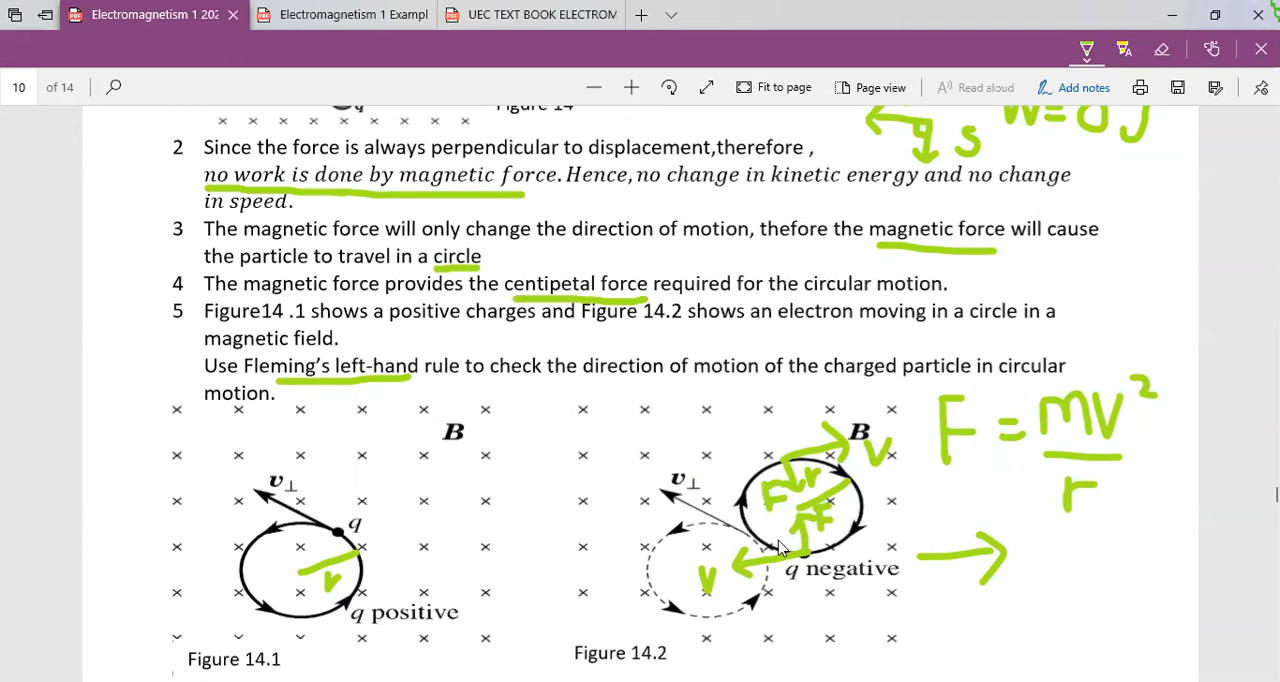 Electromagnetism 1 202
Electromagnetism 1 Exampl
UEC TEXT BOOK ELECTROM
10 of 14
Fit to page
Page view
Read aloud
Add notes
Figure 14
q
s W=0J
2 Since the force is always perpendicular to displacement,therefore ,
no work is done by magnetic force. Hence, no change in kinetic energy and no change
in speed.
3 The magnetic force will only change the direction of motion, thefore the magnetic force will cause
the particle to travel in a circle
4 The magnetic force provides the centipetal force required for the circular motion.
5 Figure14 .1 shows a positive charges and Figure 14.2 shows an electron moving in a circle in a
magnetic field.
Use Fleming's left-hand rule to check the direction of motion of the charged particle in circular
motion.
B
v⊥
q
r
q positive
Figure 14.1
B
v
v⊥
F
r
F
v
q negative
Figure 14.2
F = mv²
r